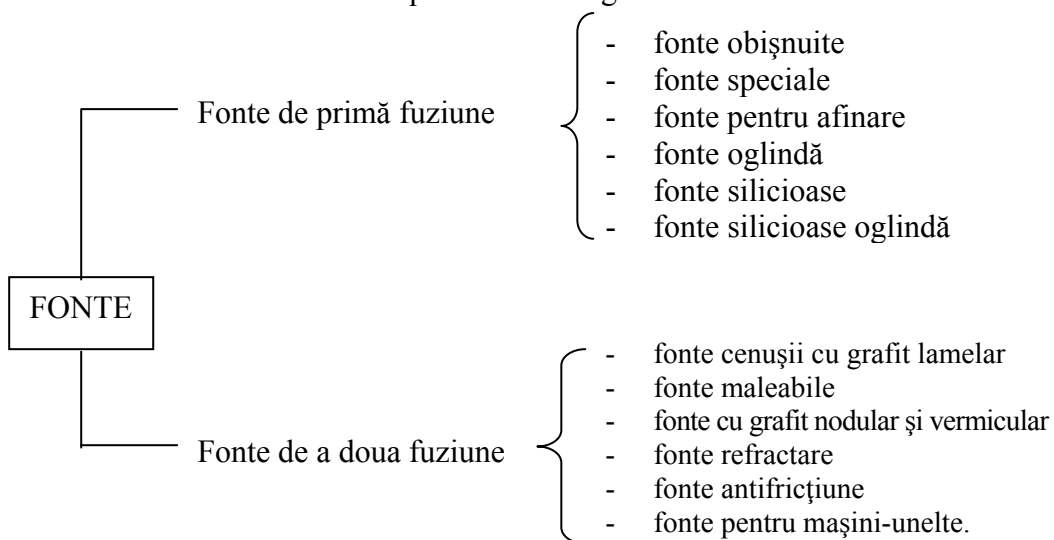 - fonte obişnuite
- fonte speciale
Fonte de primă fuziune
- fonte pentru afinare
- fonte oglindă
- fonte silicioase
- fonte silicioase oglindă
FONTE
- fonte cenuşii cu grafit lamelar
- fonte maleabile
- fonte cu grafit nodular şi vermicular
Fonte de a doua fuziune
- fonte refractare
- fonte antifricţiune
- fonte pentru maşini-unelte.